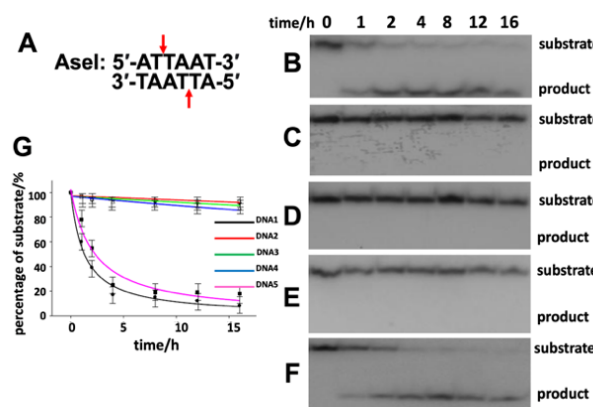 A
AseI: 5′-ATTAAT-3′
3′-TAATTA-5′
G
percentage of substrate/%
100
80
60
40
20
0
0 5 10 15
time/h
DNA1
DNA2
DNA3
DNA4
DNA5
time/h 0 1 2 4 8 12 16
B
substrate
product
C
substrate
product
D
substrate
product
E
substrate
product
F
substrate
product